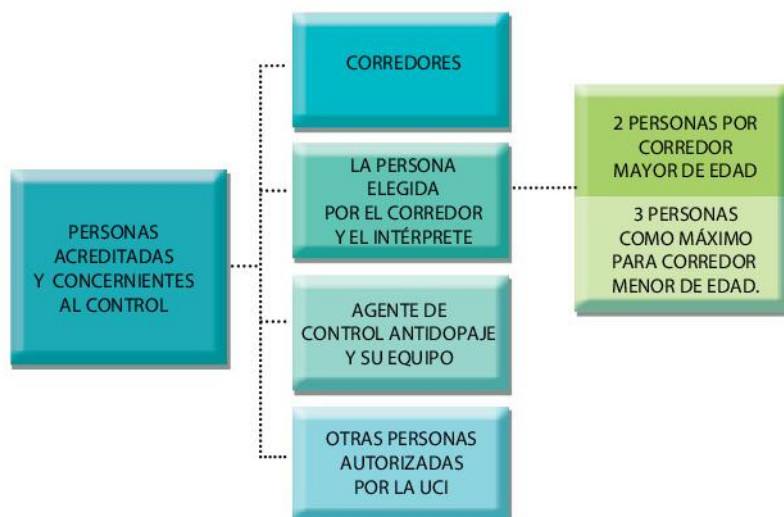 PERSONAS
ACREDITADAS
Y CONCERNIENTES
AL CONTROL
CORREDORES
LA PERSONA
ELEGIDA
POR EL CORREDOR
Y EL INTÉRPRETE
2 PERSONAS POR
CORREDOR
MAYOR DE EDAD
3 PERSONAS
COMO MÁXIMO
PARA CORREDOR
MENOR DE EDAD.
AGENTE DE
CONTROL ANTIDOPAJE
Y SU EQUIPO
OTRAS PERSONAS
AUTORIZADAS
POR LA UCI